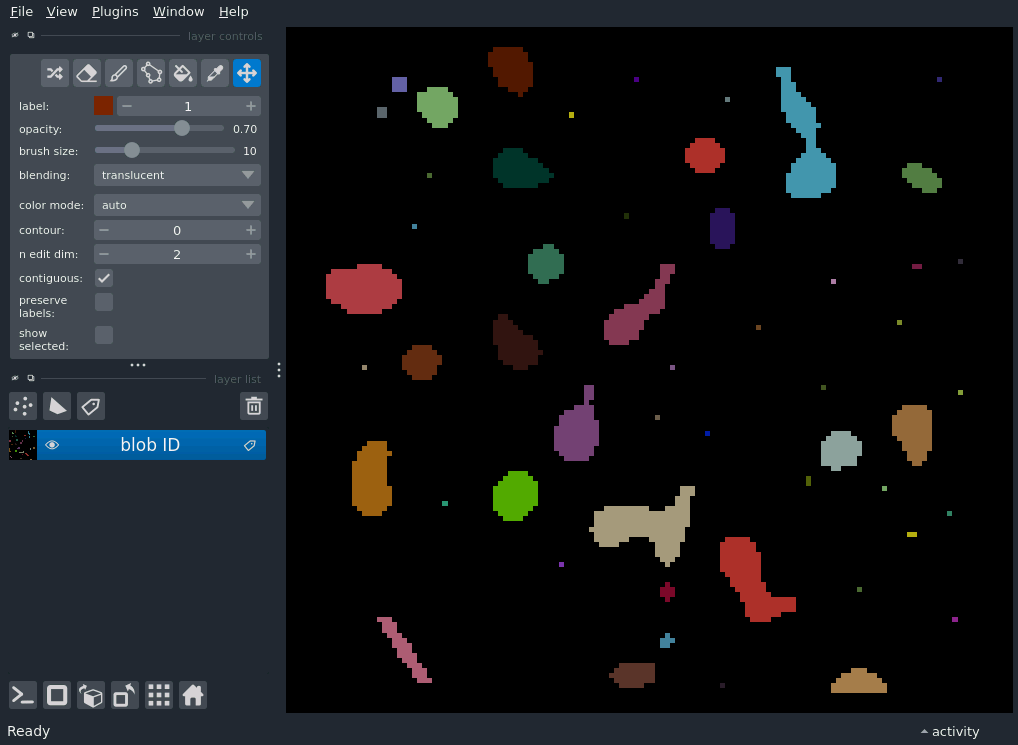 File View Plugins Window Help
layer controls
label: 1
opacity: 0.70
brush size: 10
blending: translucent
color mode: auto
contour: 0
n edit dim: 2
contiguous:
preserve
labels:
show
selected:
layer list
blob ID
Ready
activity